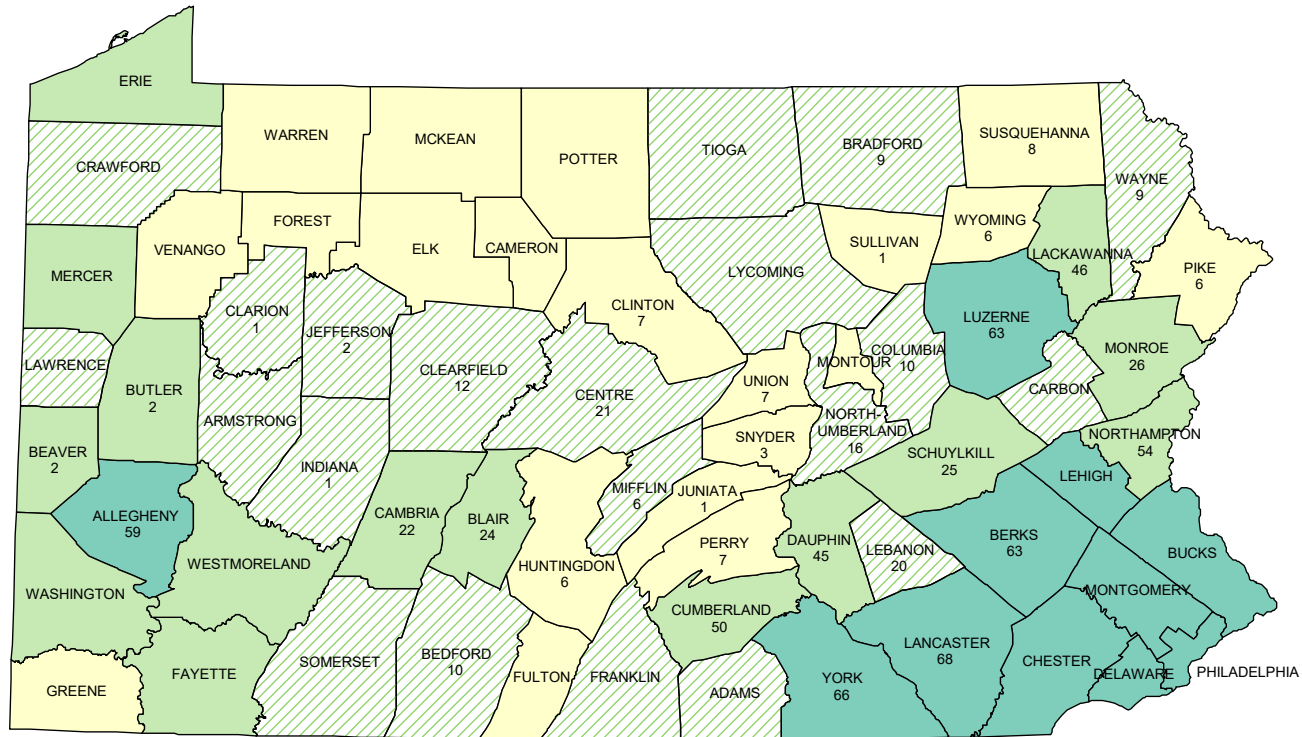 ERIE
CRAWFORD
WARREN
MCKEAN
POTTER
TIOGA
BRADFORD
9
SUSQUEHANNA
8
WAYNE
9
MERCER
VENANGO
FOREST
ELK
CAMERON
CLINTON
7
LYCOMING
SULLIVAN
1
WYOMING
6
LACKAWANNA
46
PIKE
6
LAWRENCE
BUTLER
2
CLARION
1
JEFFERSON
2
CLEARFIELD
12
CENTRE
21
UNION
7
MONTOUR
COLUMBIA
10
LUZERNE
63
MONROE
26
CARBON
BEAVER
2
ARMSTRONG
INDIANA
1
SNYDER
3
NORTH-
UMBERLAND
16
SCHUYLKILL
25
NORTHAMPTON
54
LEHIGH
ALLEGHENY
59
WESTMORELAND
CAMBRIA
22
BLAIR
24
HUNTINGDON
6
MIFFLIN
6
JUNIATA
1
PERRY
7
DAUPHIN
45
LEBANON
20
BERKS
63
BUCKS
MONTGOMERY
WASHINGTON
FAYETTE
GREENE
SOMERSET
BEDFORD
10
FULTON
FRANKLIN
CUMBERLAND
50
ADAMS
YORK
66
LANCASTER
68
CHESTER
DELAWARE
PHILADELPHIA